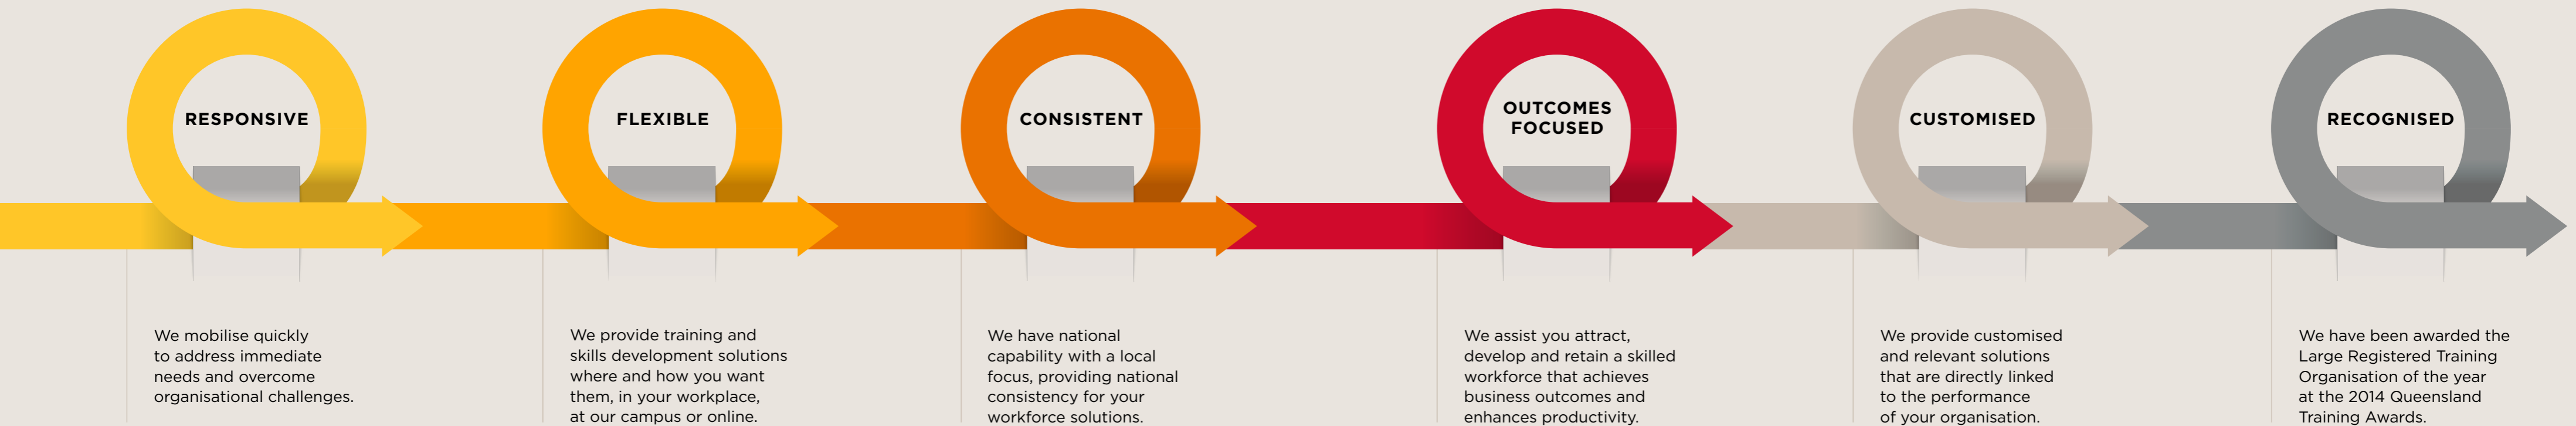 RESPONSIVE
We mobilise quickly
to address immediate
needs and overcome
organisational challenges.
FLEXIBLE
We provide training and
skills development solutions
where and how you want
them, in your workplace,
at our campus or online.
CONSISTENT
We have national
capability with a local
focus, providing national
consistency for your
workforce solutions.
OUTCOMES
FOCUSED
We assist you attract,
develop and retain a skilled
workforce that achieves
business outcomes and
enhances productivity.
CUSTOMISED
We provide customised
and relevant solutions
that are directly linked
to the performance
of your organisation.
RECOGNISED
We have been awarded the
Large Registered Training
Organisation of the year
at the 2014 Queensland
Training Awards.